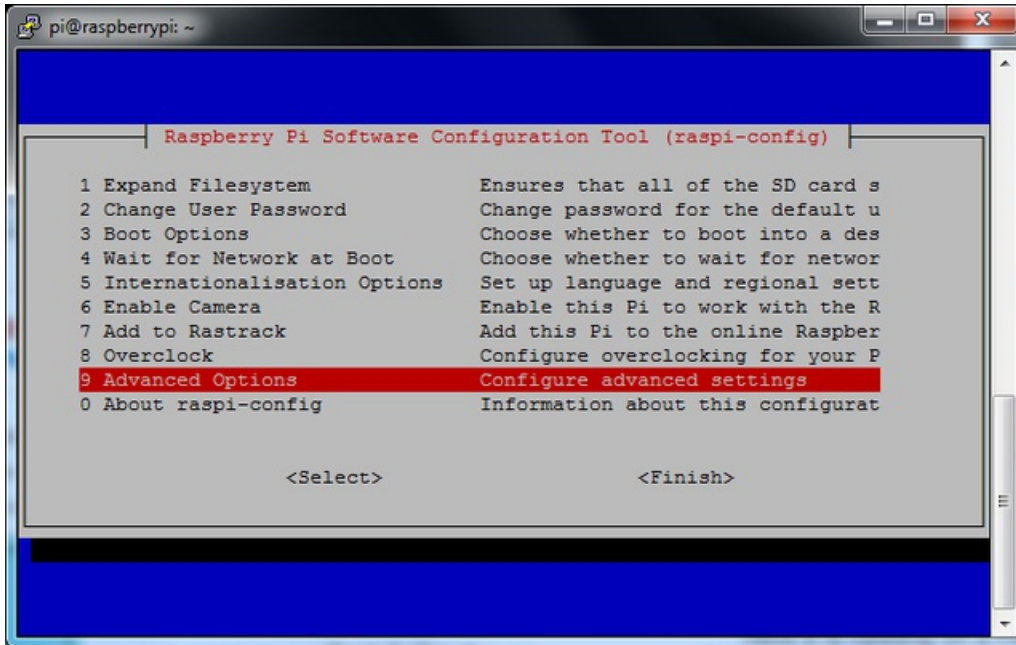 pi@raspberrypi: ~
Raspberry Pi Software Configuration Tool (raspi-config)
1 Expand Filesystem Ensures that all of the SD card s
2 Change User Password Change password for the default u
3 Boot Options Choose whether to boot into a des
4 Wait for Network at Boot Choose whether to wait for networ
5 Internationalisation Options Set up language and regional sett
6 Enable Camera Enable this Pi to work with the R
7 Add to Rastrack Add this Pi to the online Raspber
8 Overclock Configure overclocking for your P
9 Advanced Options Configure advanced settings
0 About raspi-config Information about this configurat
<Select> <Finish>